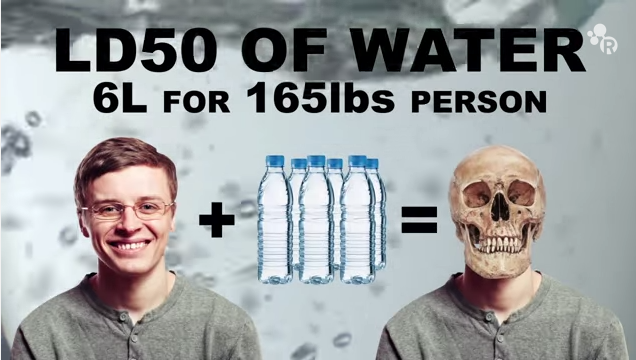 LD50 OF WATER
6L FOR 165lbs PERSON
+ =
R